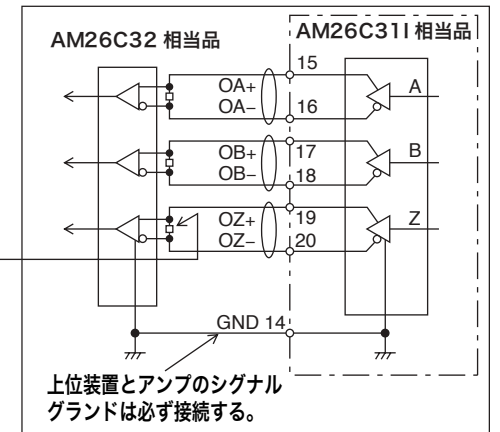 AM26C32 相当品
AM26C31I 相当品
15
OA+
A
OA−
16
OB+
17
B
OB−
18
OZ+
19
Z
OZ−
20
GND 14
上位装置とアンプのシグナル
グランドは必ず接続する。